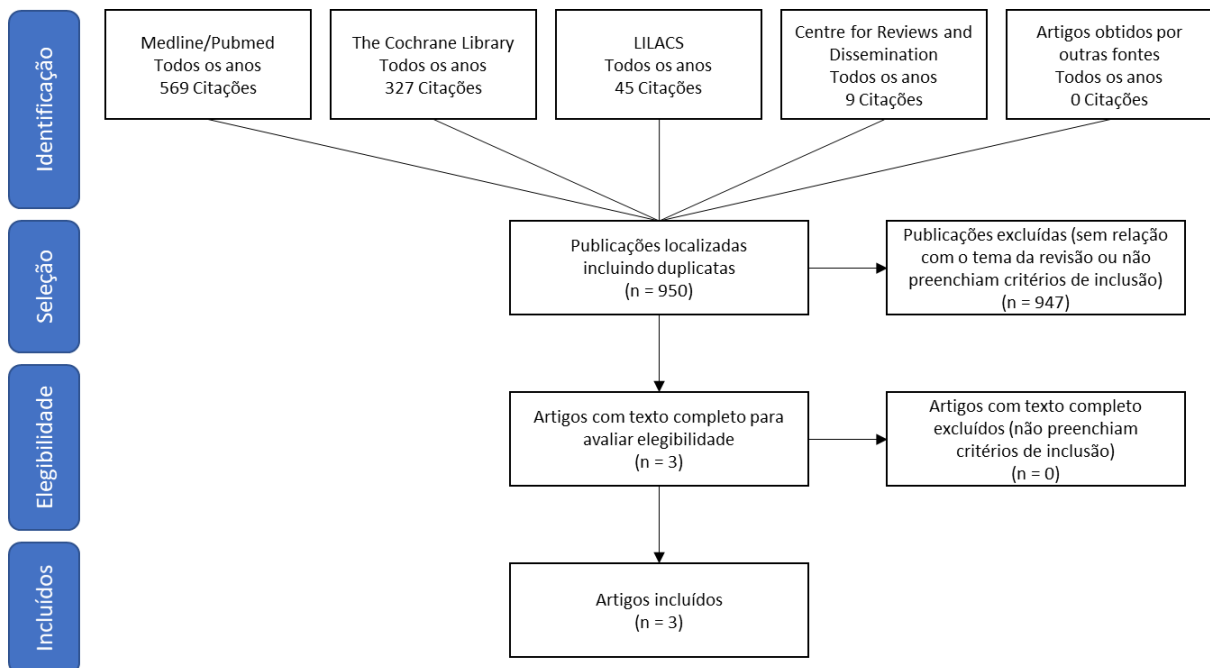 Identificação
Medline/Pubmed
Todos os anos
569 Citações
The Cochrane Library
Todos os anos
327 Citações
LILACS
Todos os anos
45 Citações
Centre for Reviews and
Dissemination
Todos os anos
9 Citações
Artigos obtidos por
outras fontes
Todos os anos
0 Citações
Seleção
Publicações localizadas
incluindo duplicatas
(n = 950)
Publicações excluídas (sem relação
com o tema da revisão ou não
preenchiam critérios de inclusão)
(n = 947)
Elegibilidade
Artigos com texto completo para
avaliar elegibilidade
(n = 3)
Artigos com texto completo
excluídos (não preenchiam
critérios de inclusão)
(n = 0)
Incluídos
Artigos incluídos
(n = 3)